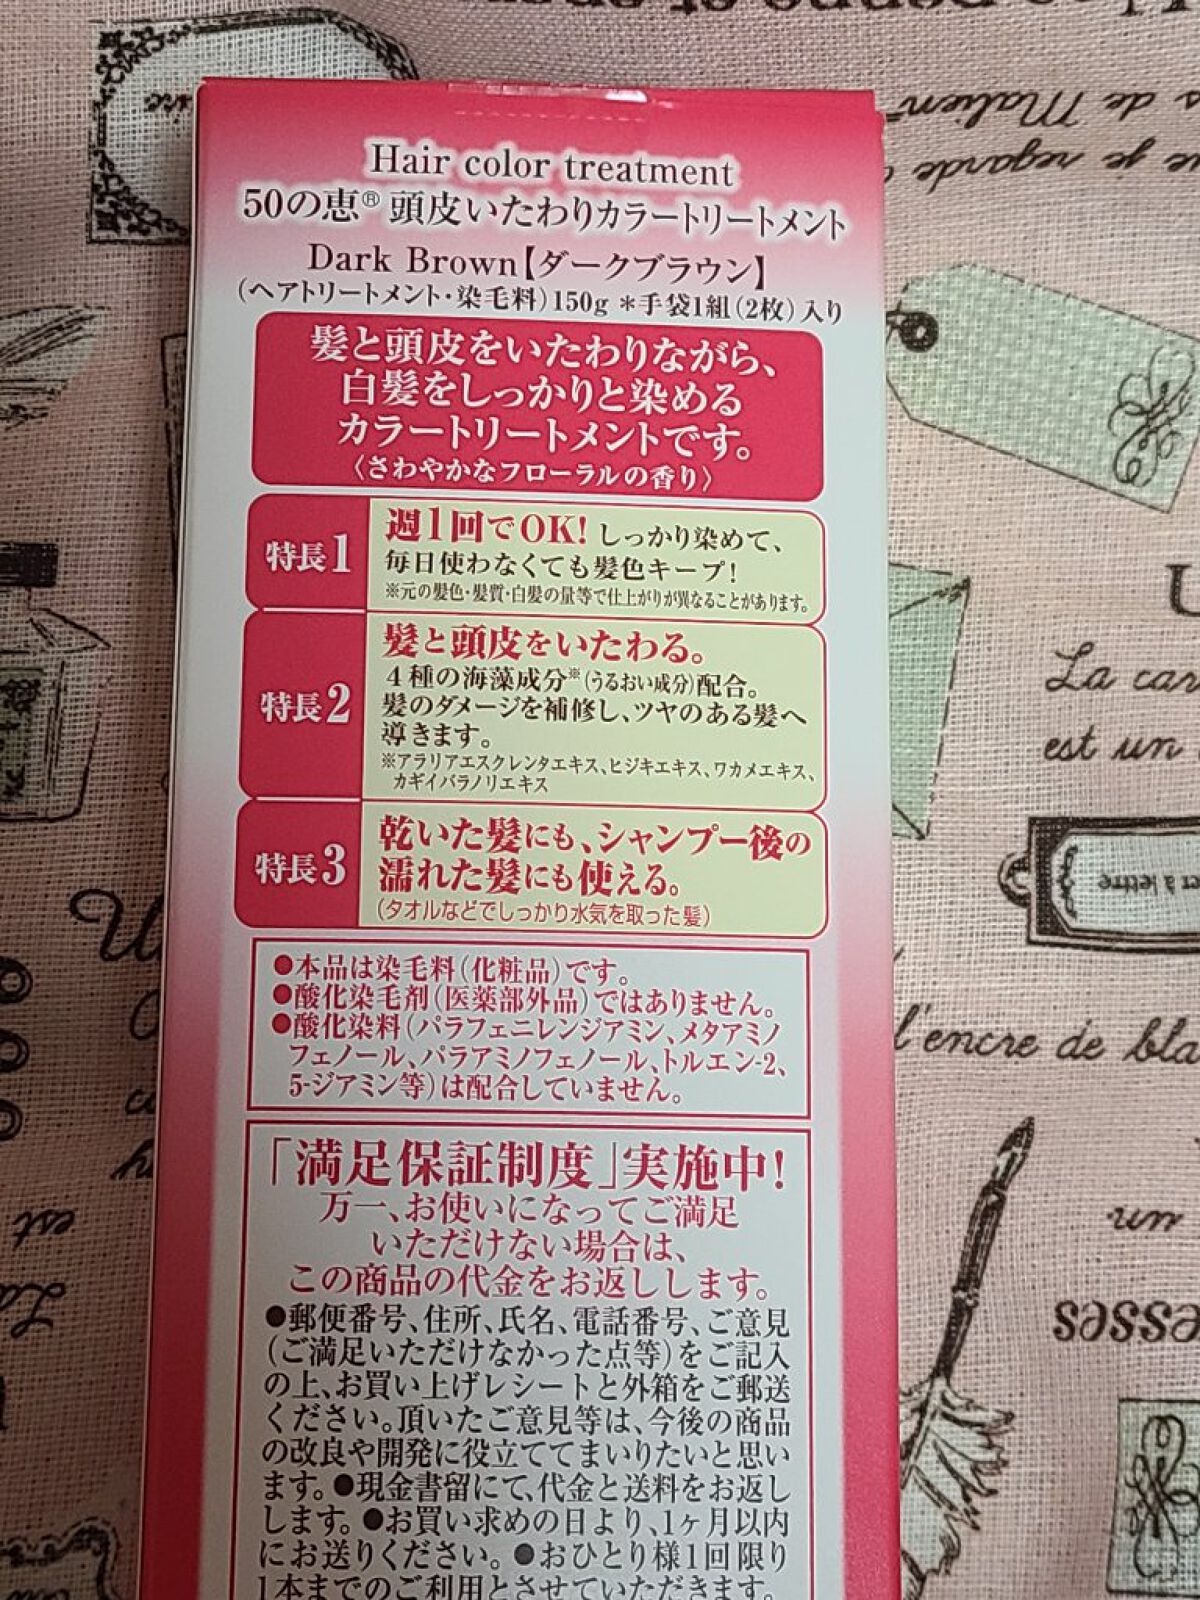 Hair color treatment
50の恵® 頭皮いたわりカラートリートメント
Dark Brown【ダークブラウン】
(ヘアトリートメント・染毛料)150g *手袋1組(2枚)入り
髪と頭皮をいたわりながら、
白髪をしっかりと染める
カラートリートメントです。
〈さわやかなフローラルの香り〉
特長1
週1回でOK! しっかり染めて、
毎日使わなくても髪色キープ!
※元の髪色・髪質・白髪の量等で仕上がりが異なることがあります。
特長2
髪と頭皮をいたわる。
4種の海藻成分※(うるおい成分)配合。
髪のダメージを補修し、ツヤのある髪へ
導きます。
※アラリアエスクレンタエキス、ヒジキエキス、ワカメエキス、
カギイバラノリエキス
特長3
乾いた髪にも、シャンプー後の
濡れた髪にも使える。
(タオルなどでしっかり水気を取った髪)
●本品は染毛料(化粧品)です。
●酸化染毛剤(医薬部外品)ではありません。
●酸化染料(パラフェニレンジアミン、メタアミノ
フェノール、パラアミノフェノール、トルエン-2、
5-ジアミン等)は配合していません。
「満足保証制度」実施中!
万一、お使いになってご満足
いただけない場合は、
この商品の代金をお返しします。
●郵便番号、住所、氏名、電話番号、ご意見
(ご満足いただけなかった点等)をご記入
の上、お買い上げレシートと外箱をご郵送
ください。頂いたご意見等は、今後の商品
の改良や開発に役立ててまいりたいと思い
ます。●現金書留にて、代金と送料をお返し
します。●お買い求めの日より、1ヶ月以内
にお送りください。●おひとり様1回限り
1本までのご利用とさせていただきます。
de Malien
je regarde
La car
est un
l'encre de bla
un
esses
est
La